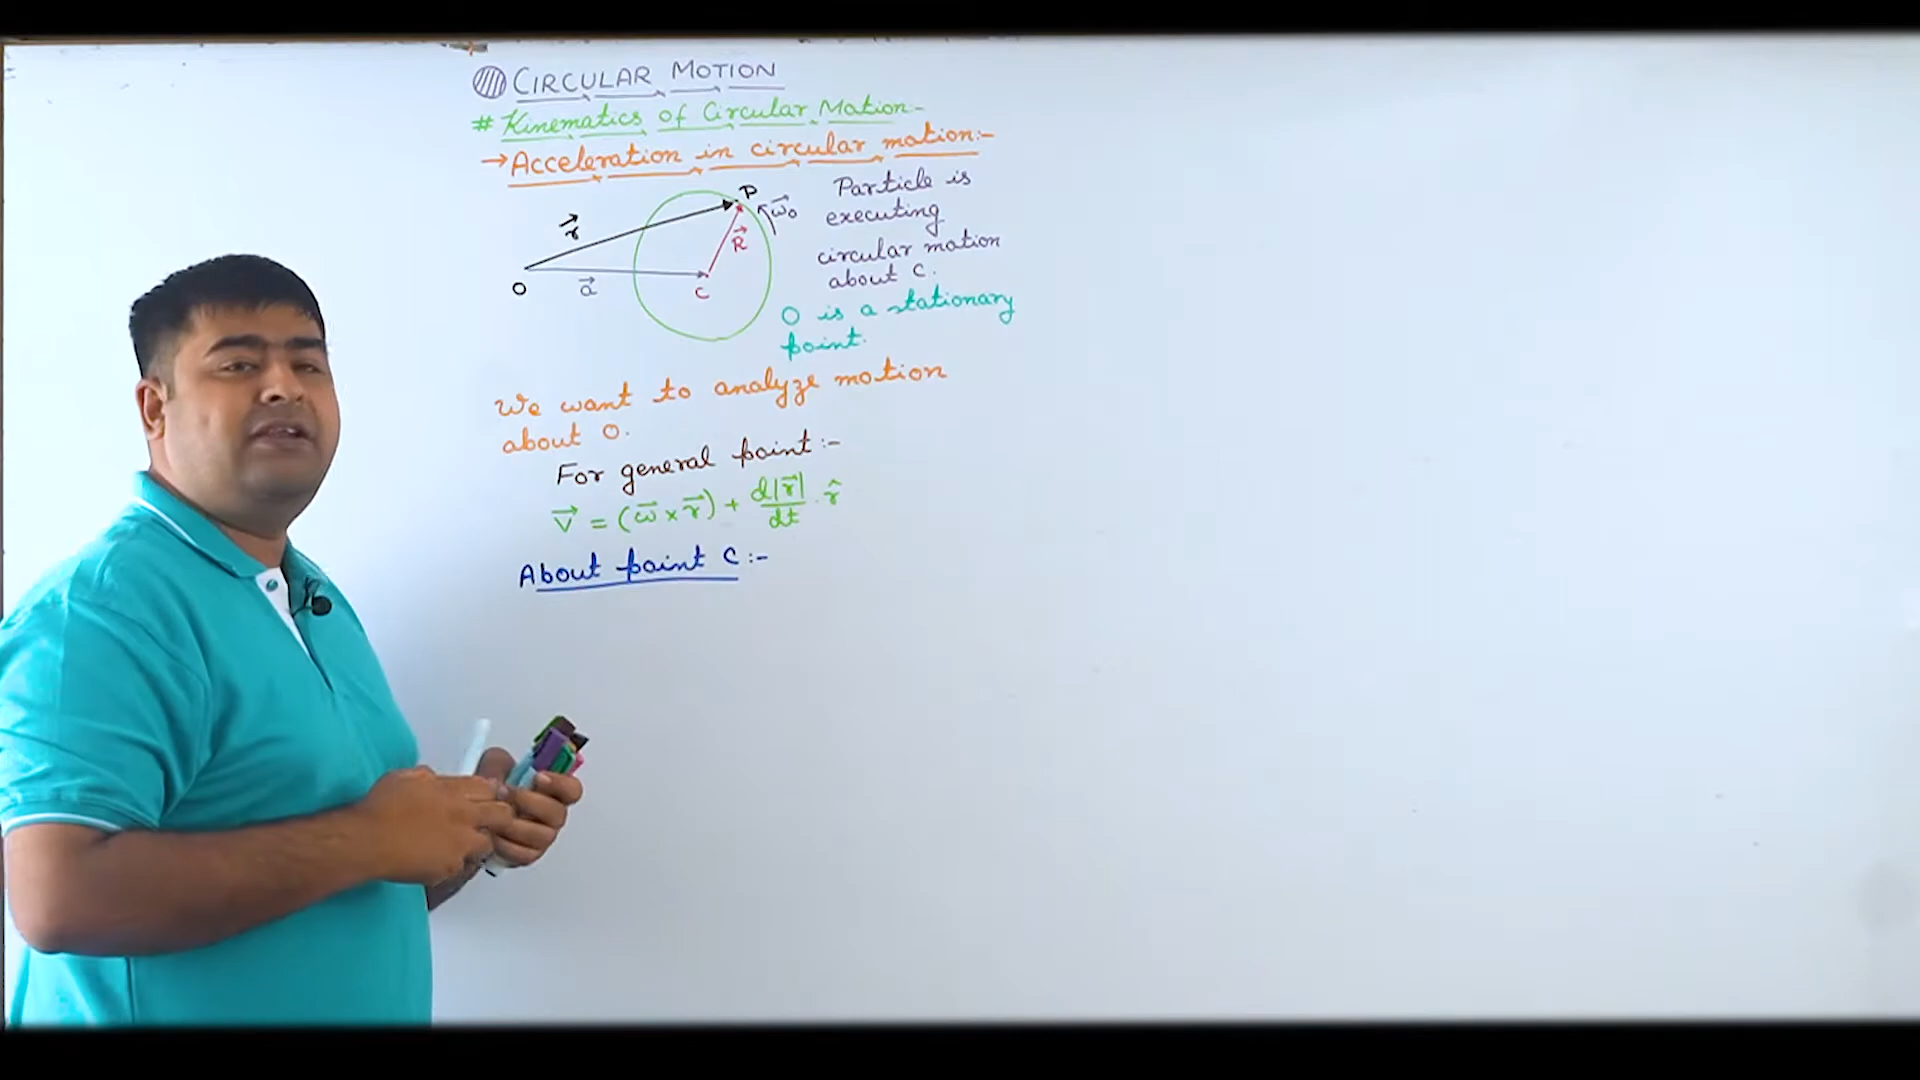 CIRCULAR MOTION
# Kinematics of Circular Motion:-
→ Acceleration in circular motion:-
P
r⃗
ω⃗₀
R⃗
O
a⃗
C
Particle is
executing
circular motion
about C.
O is a stationary
point.
We want to analyze motion
about O.
For general point :-
v⃗ = (ω⃗ × r⃗) + d|r⃗|/dt · r̂
About point C :-